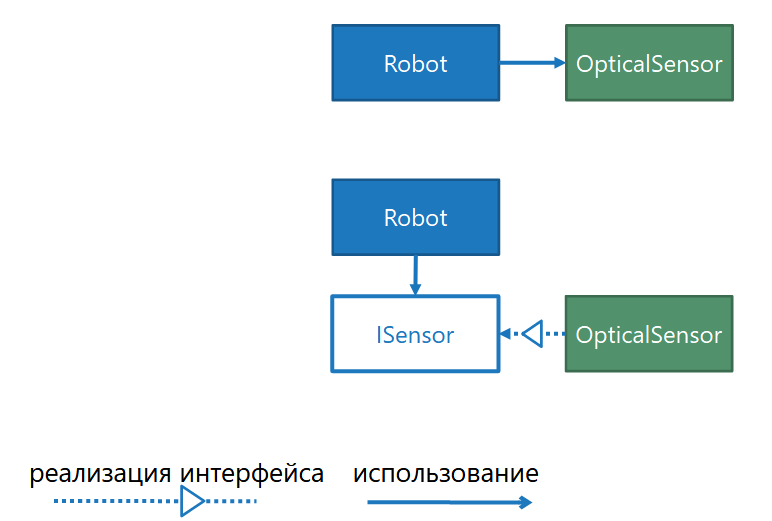 Robot
OpticalSensor
Robot
ISensor
OpticalSensor
реализация интерфейса
использование